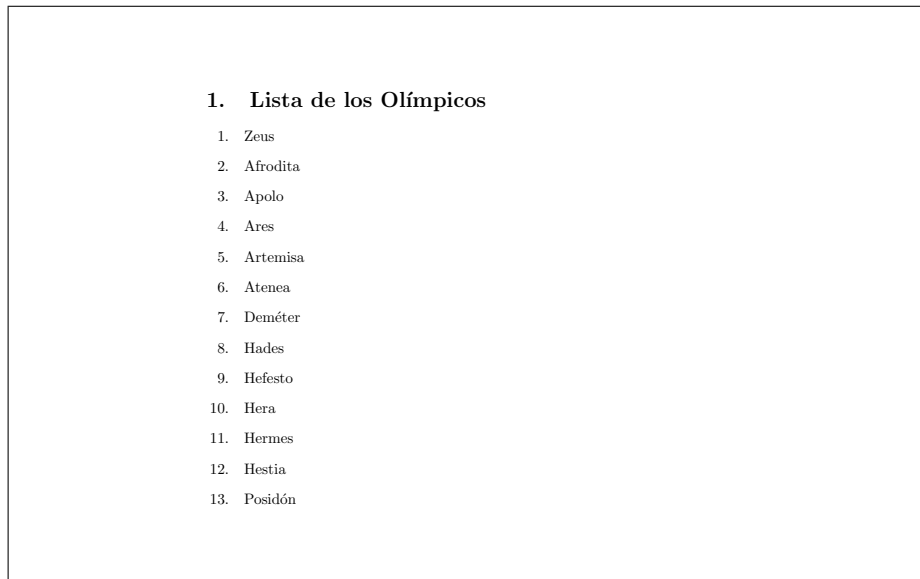 1. Lista de los Olímpicos
1. Zeus
2. Afrodita
3. Apolo
4. Ares
5. Artemisa
6. Atenea
7. Deméter
8. Hades
9. Hefesto
10. Hera
11. Hermes
12. Hestia
13. Posidón